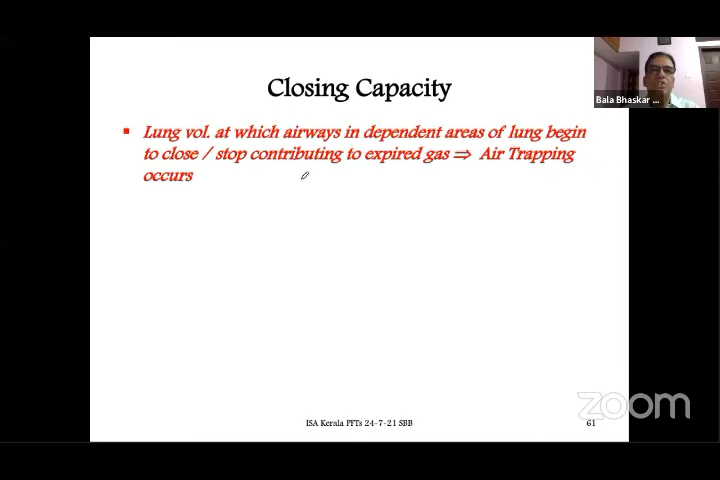 Closing Capacity
Lung vol. at which airways in dependent areas of lung begin
to close / stop contributing to expired gas ⇒ Air Trapping
occurs
Bala Bhaskar ...
zoom
ISA Kerala PFTs 24-7-21 SBB
61